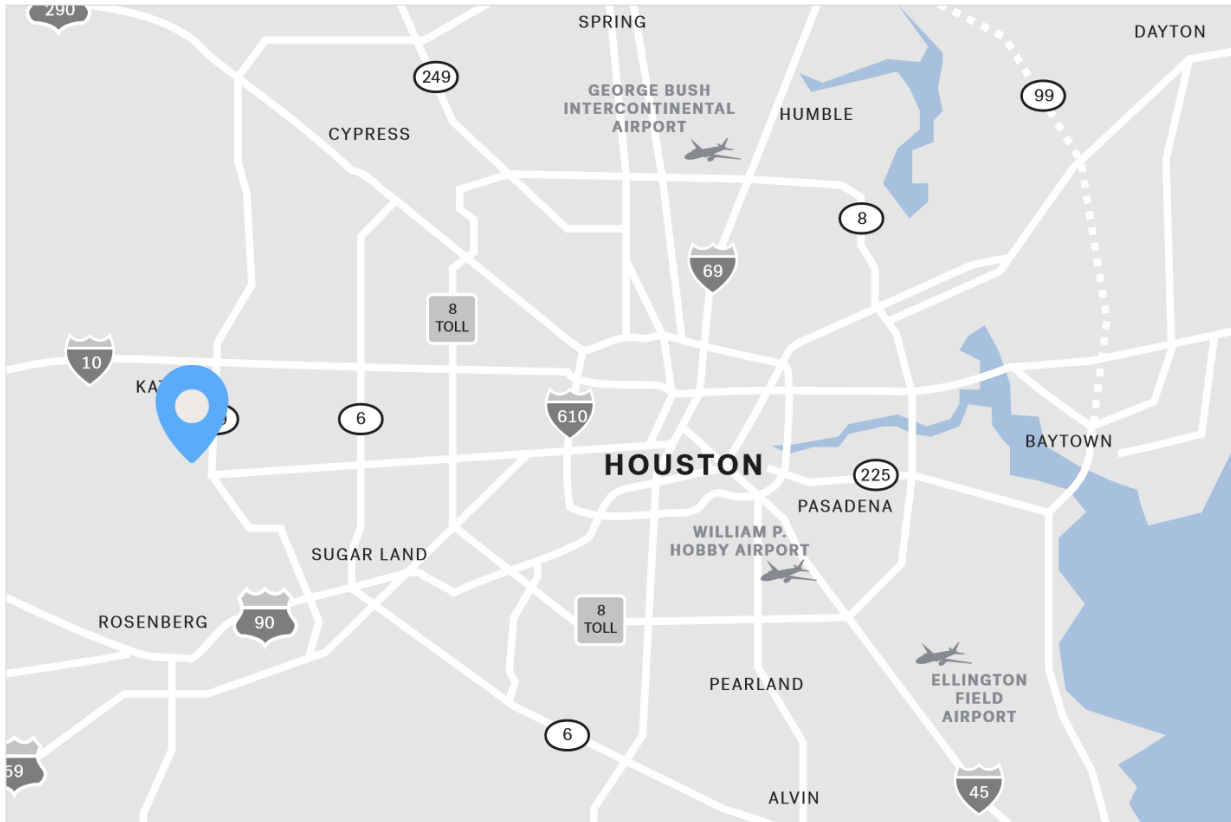 290
SPRING
DAYTON
249
GEORGE BUSH
INTERCONTINENTAL
AIRPORT
99
HUMBLE
CYPRESS
8
69
8
TOLL
10
6
610
225
HOUSTON
BAYTOWN
PASADENA
WILLIAM P.
HOBBY AIRPORT
SUGAR LAND
ROSENBERG
90
8
TOLL
ELLINGTON
FIELD
AIRPORT
PEARLAND
6
59
45
ALVIN